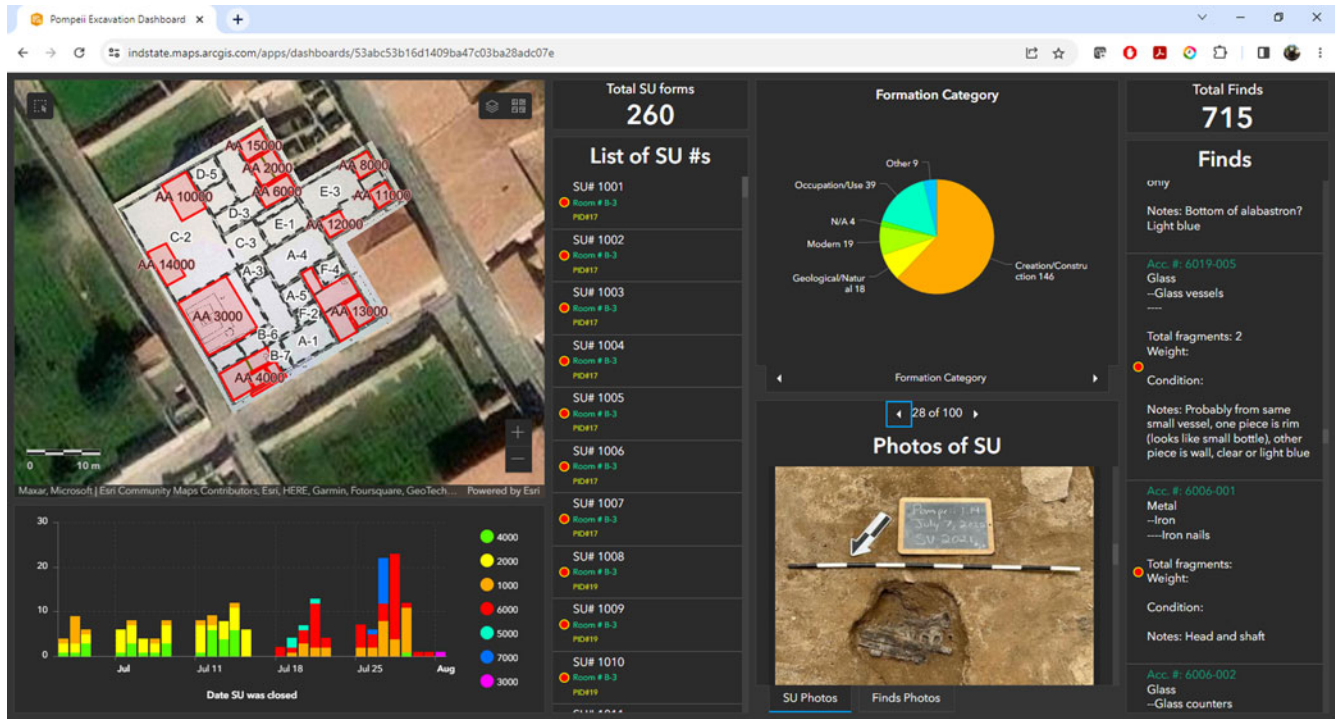 Pompeii Excavation Dashboard
indstate.maps.arcgis.com/apps/dashboards/53abc53b16d1409ba47c03ba28adc07e
AA 15000
D-5
AA 2000
AA 8000
AA 10000
AA 6000
E-3
AA 11000
D-3
E-1
AA 12000
C-2
C-3
A-4
AA 14000
A-3
F-4
A-5
AA 3000
F-2
AA 13000
B-6
A-1
B-7
AA 4000
0 10 m
Maxar, Microsoft | Esri Community Maps Contributors, Esri, HERE, Garmin, Foursquare, GeoTech... Powered by Esri
30
20
10
0
Jul
Jul 11
Jul 18
Jul 25
Aug
Date SU was closed
4000
2000
1000
6000
5000
7000
3000
Total SU forms
260
List of SU #s
SU# 1001
Room # B-3
PID#17
SU# 1002
Room # B-3
PID#17
SU# 1003
Room # B-3
PID#17
SU# 1004
Room # B-3
PID#17
SU# 1005
Room # B-3
PID#17
SU# 1006
Room # B-3
PID#17
SU# 1007
Room # B-3
PID#17
SU# 1008
Room # B-3
PID#19
SU# 1009
Room # B-3
PID#19
SU# 1010
Room # B-3
PID#19
Formation Category
Other 9
Occupation/Use 39
N/A 4
Modern 19
Geological/Natur
al 18
Creation/Constru
ction 146
Formation Category
28 of 100
Photos of SU
Pompeii
July 7,
SU
SU Photos
Finds Photos
Total Finds
715
Finds
only
Notes: Bottom of alabastron?
Light blue
Acc. #: 6019-005
Glass
--Glass vessels
----
Total fragments: 2
Weight:
Condition:
Notes: Probably from same
small vessel, one piece is rim
(looks like small bottle), other
piece is wall, clear or light blue
Acc. #: 6006-001
Metal
--Iron
----Iron nails
Total fragments:
Weight:
Condition:
Notes: Head and shaft
Acc. #: 6006-002
Glass
--Glass counters